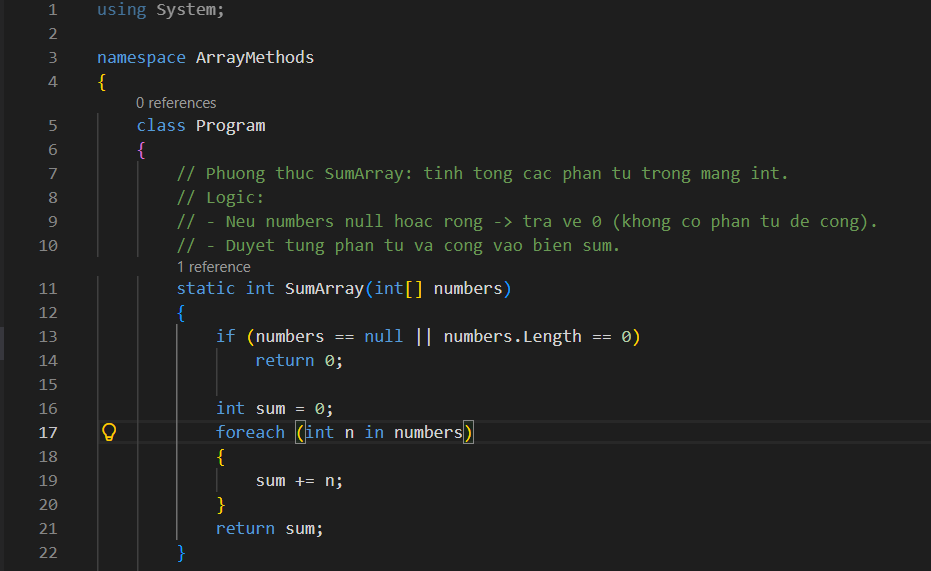 1 using System;
2
3 namespace ArrayMethods
4 {
0 references
5 class Program
6 {
7 // Phuong thuc SumArray: tinh tong cac phan tu trong mang int.
8 // Logic:
9 // - Neu numbers null hoac rong -> tra ve 0 (khong co phan tu de cong).
10 // - Duyet tung phan tu va cong vao bien sum.
1 reference
11 static int SumArray(int[] numbers)
12 {
13 if (numbers == null || numbers.Length == 0)
14 return 0;
15
16 int sum = 0;
17 foreach (int n in numbers)
18 {
19 sum += n;
20 }
21 return sum;
22 }